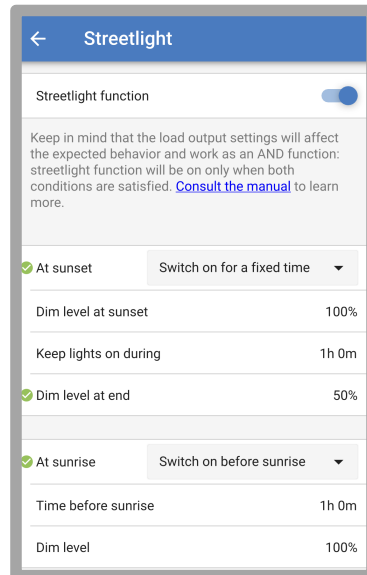 Streetlight
Streetlight function
Keep in mind that the load output settings will affect
the expected behavior and work as an AND function:
streetlight function will be on only when both
conditions are satisfied. Consult the manual to learn
more.
At sunset Switch on for a fixed time
Dim level at sunset 100%
Keep lights on during 1h 0m
Dim level at end 50%
At sunrise Switch on before sunrise
Time before sunrise 1h 0m
Dim level 100%